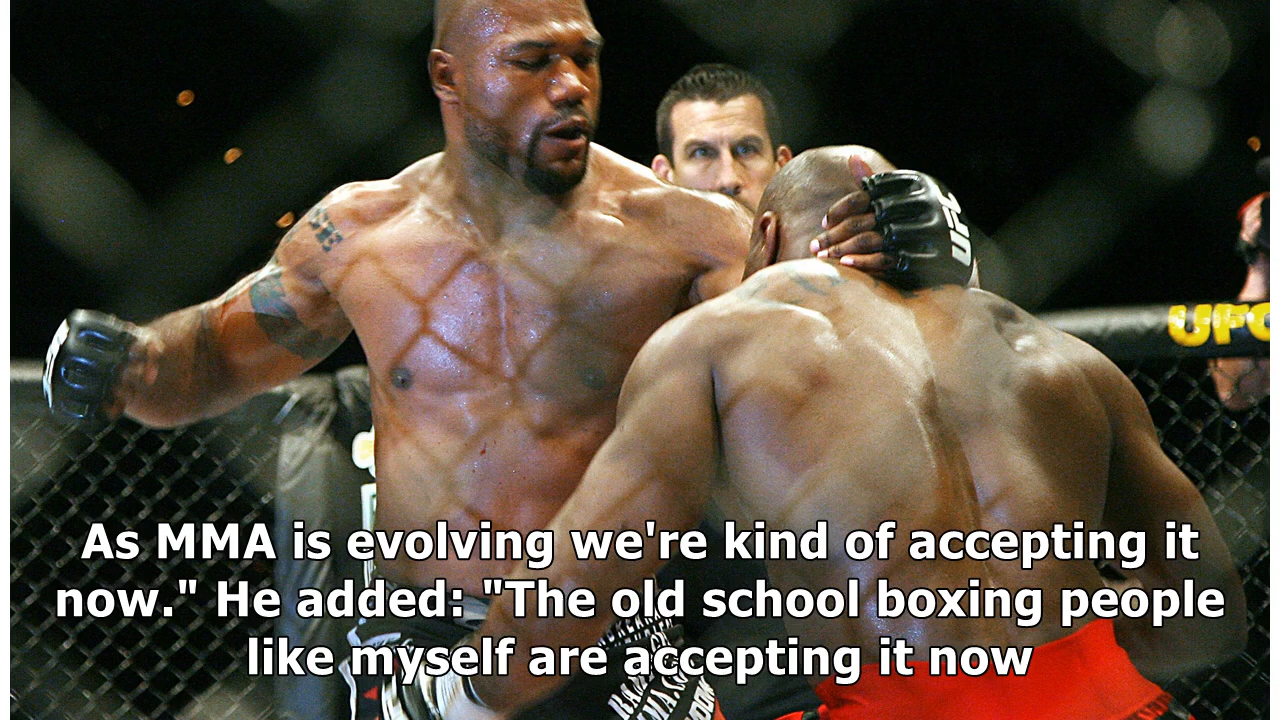 UFC
UFC
As MMA is evolving we're kind of accepting it
now." He added: "The old school boxing people
like myself are accepting it now